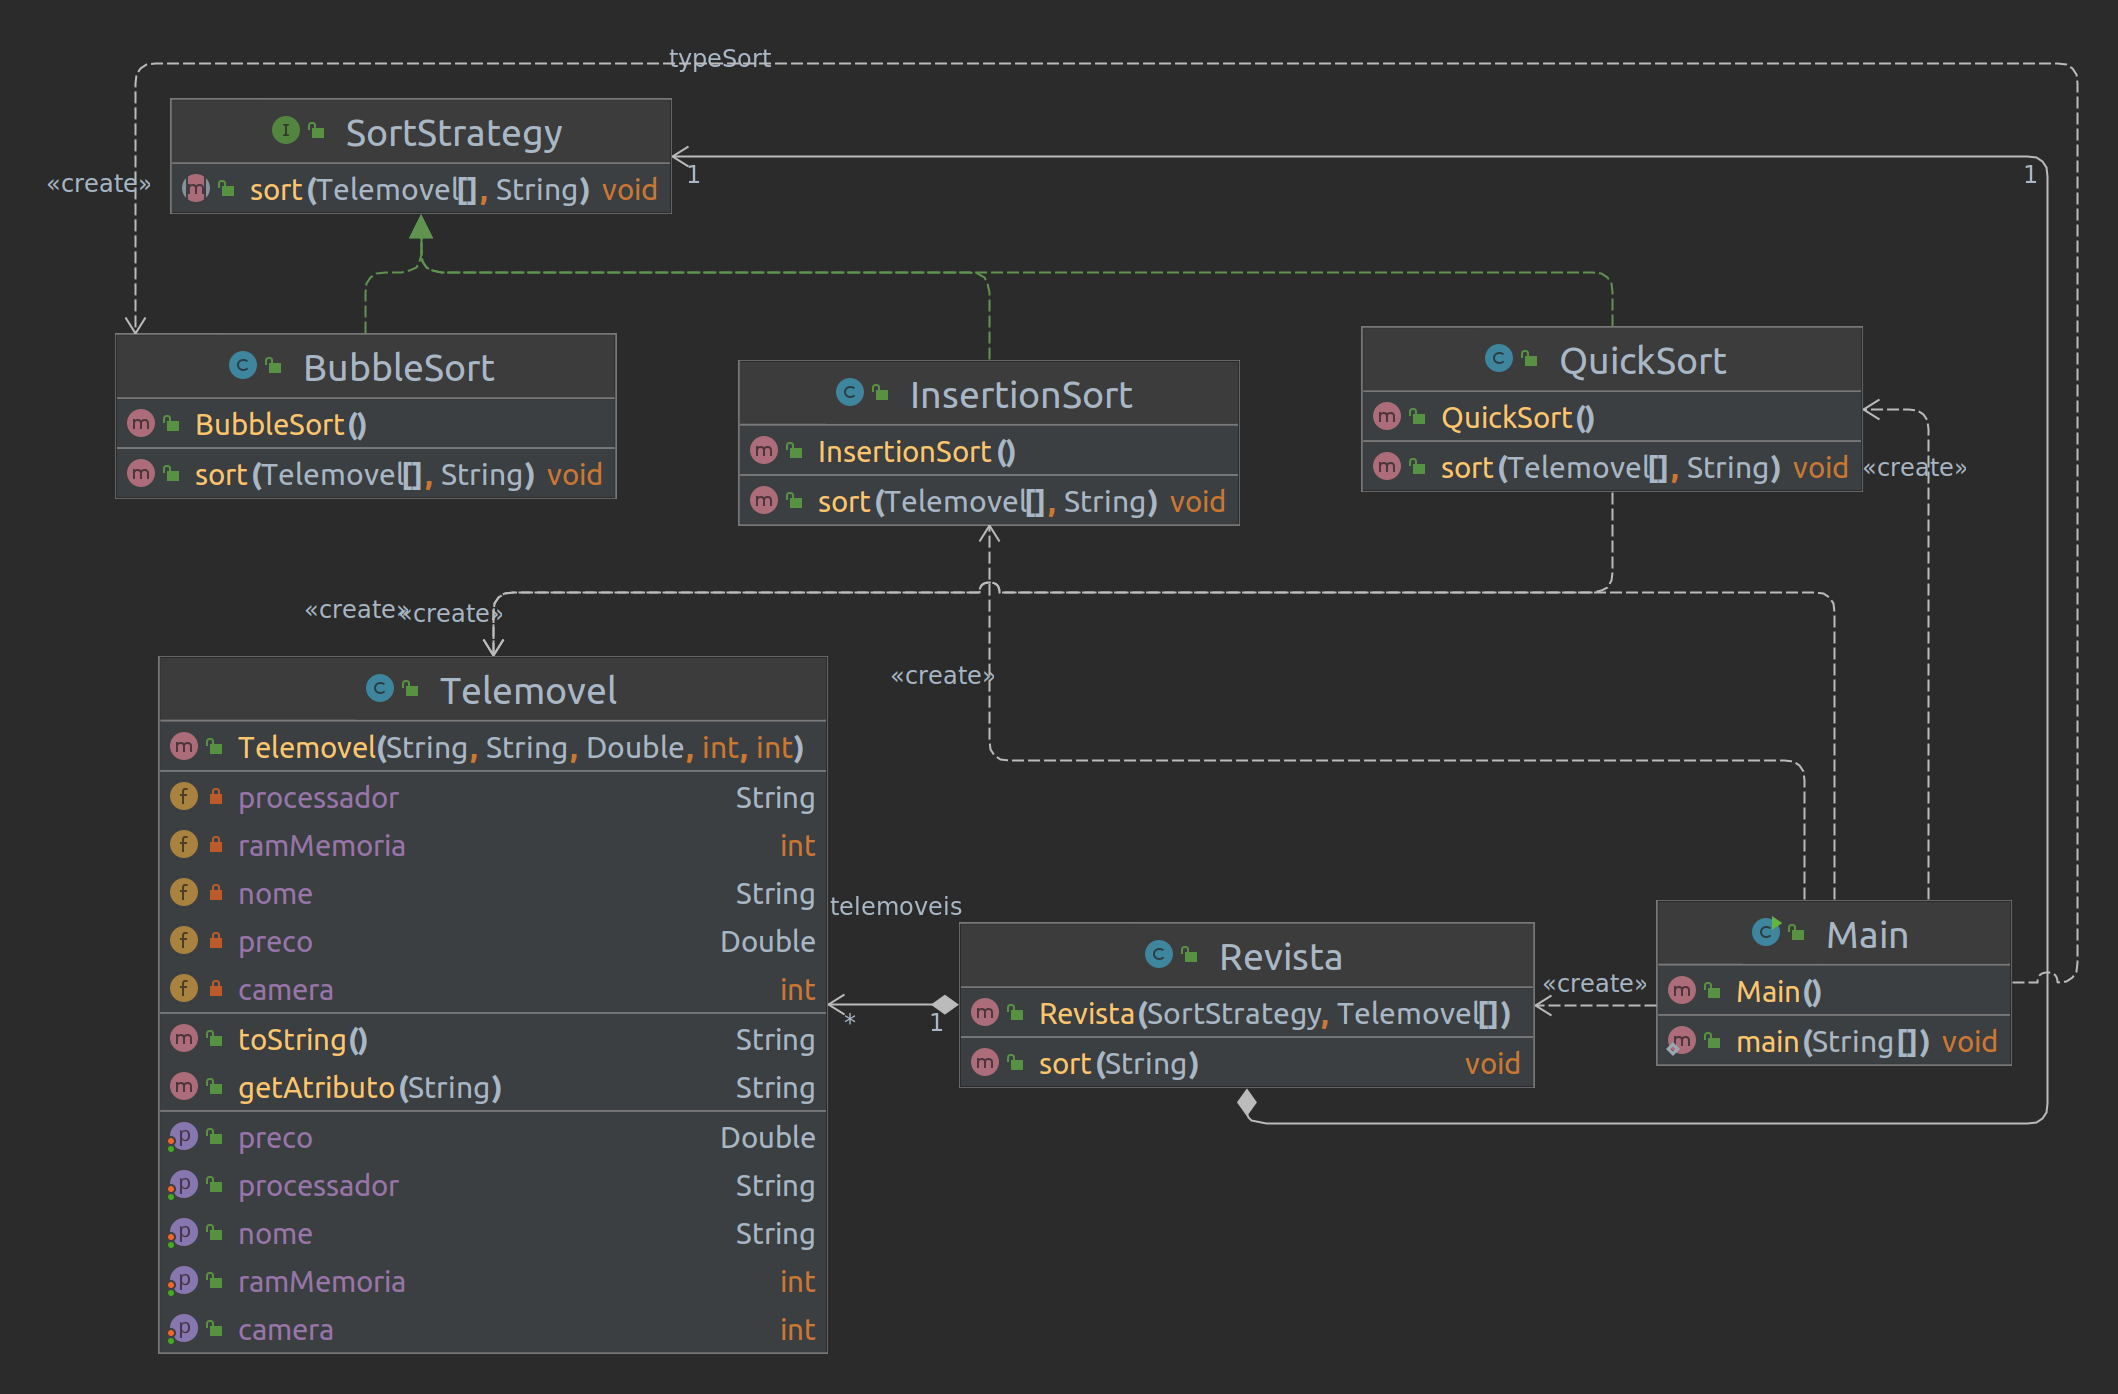 typeSort
SortStrategy
sort(Telemovel[], String) void
1
1
«create»
BubbleSort
BubbleSort()
sort(Telemovel[], String) void
InsertionSort
InsertionSort()
sort(Telemovel[], String) void
QuickSort
QuickSort()
sort(Telemovel[], String) void
«create»
«create»
«create»
«create»
Telemovel
Telemovel(String, String, Double, int, int)
processador String
ramMemoria int
nome String
preco Double
camera int
toString() String
getAtributo(String) String
preco Double
processador String
nome String
ramMemoria int
camera int
telemoveis
*
1
Revista
Revista(SortStrategy, Telemovel[])
sort(String) void
«create»
Main
Main()
main(String[]) void